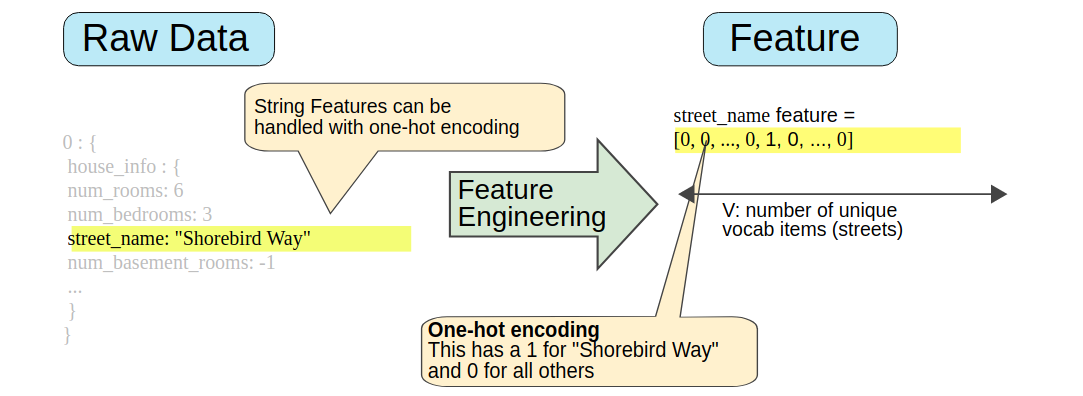 Raw Data
Feature
String Features can be
handled with one-hot encoding
0 : {
house_info : {
num_rooms: 6
num_bedrooms: 3
street_name: "Shorebird Way"
num_basement_rooms: -1
...
}
}
Feature
Engineering
street_name feature =
[0, 0, ..., 0, 1, 0, ..., 0]
V: number of unique
vocab items (streets)
One-hot encoding
This has a 1 for "Shorebird Way"
and 0 for all others